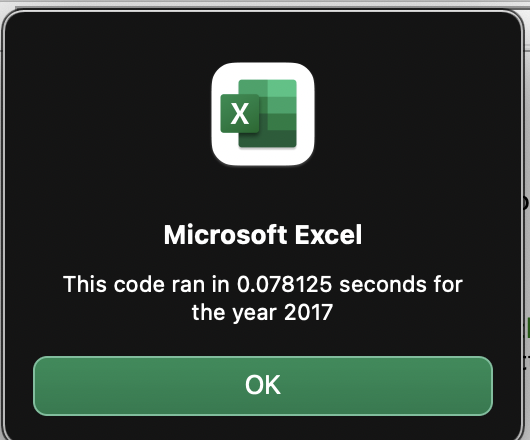 X
Microsoft Excel
This code ran in 0.078125 seconds for
the year 2017
OK